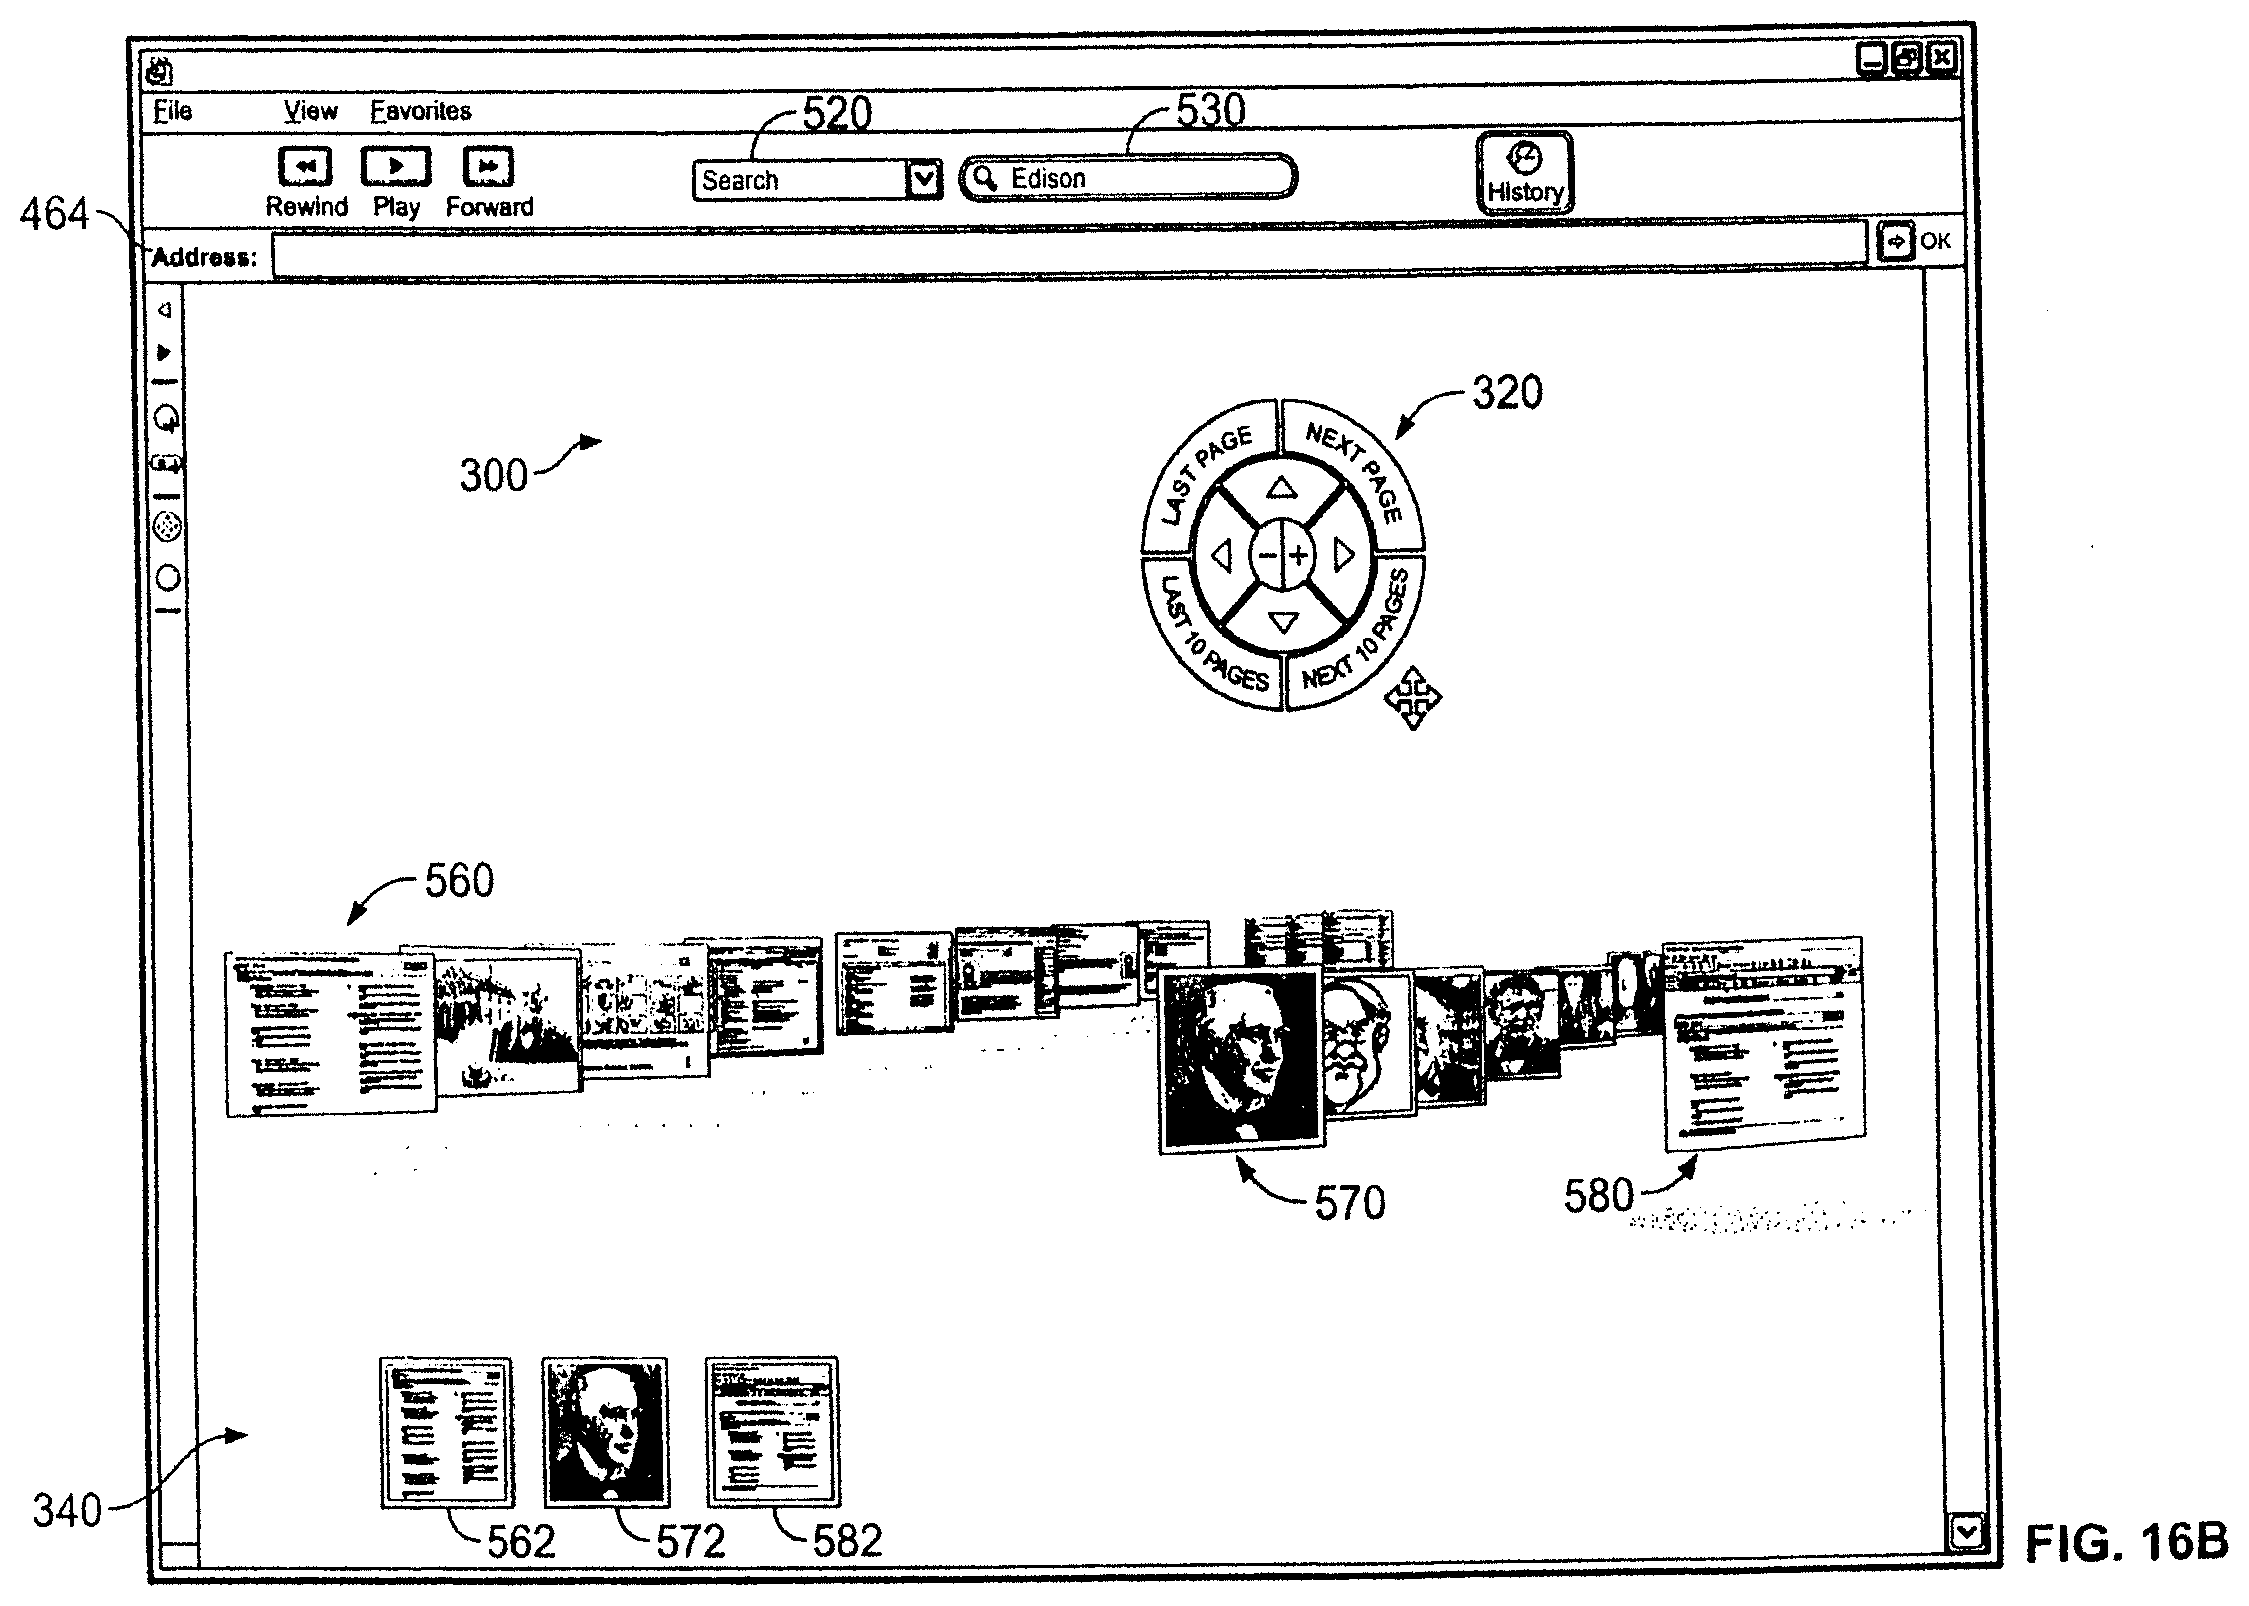 File View Favorites
520
530
Rewind Play Forward
Search
Edison
History
464
Address:
OK
300
320
LAST PAGE
NEXT PAGE
- +
LAST 10 PAGES
NEXT 10 PAGES
560
570
580
340
562
572
582
FIG. 16B